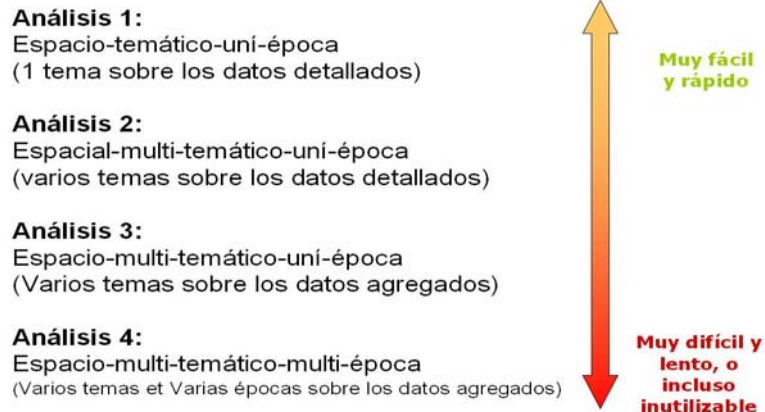 Análisis 1:
Espacio-temático-uní-época
(1 tema sobre los datos detallados)
Muy fácil
y rápido
Análisis 2:
Espacial-multi-temático-uní-época
(varios temas sobre los datos detallados)
Análisis 3:
Espacio-multi-temático-uní-época
(Varios temas sobre los datos agregados)
Análisis 4:
Espacio-multi-temático-multi-época
(Varios temas et Varias épocas sobre los datos agregados)
Muy difícil y
lento, o
incluso
inutilizable